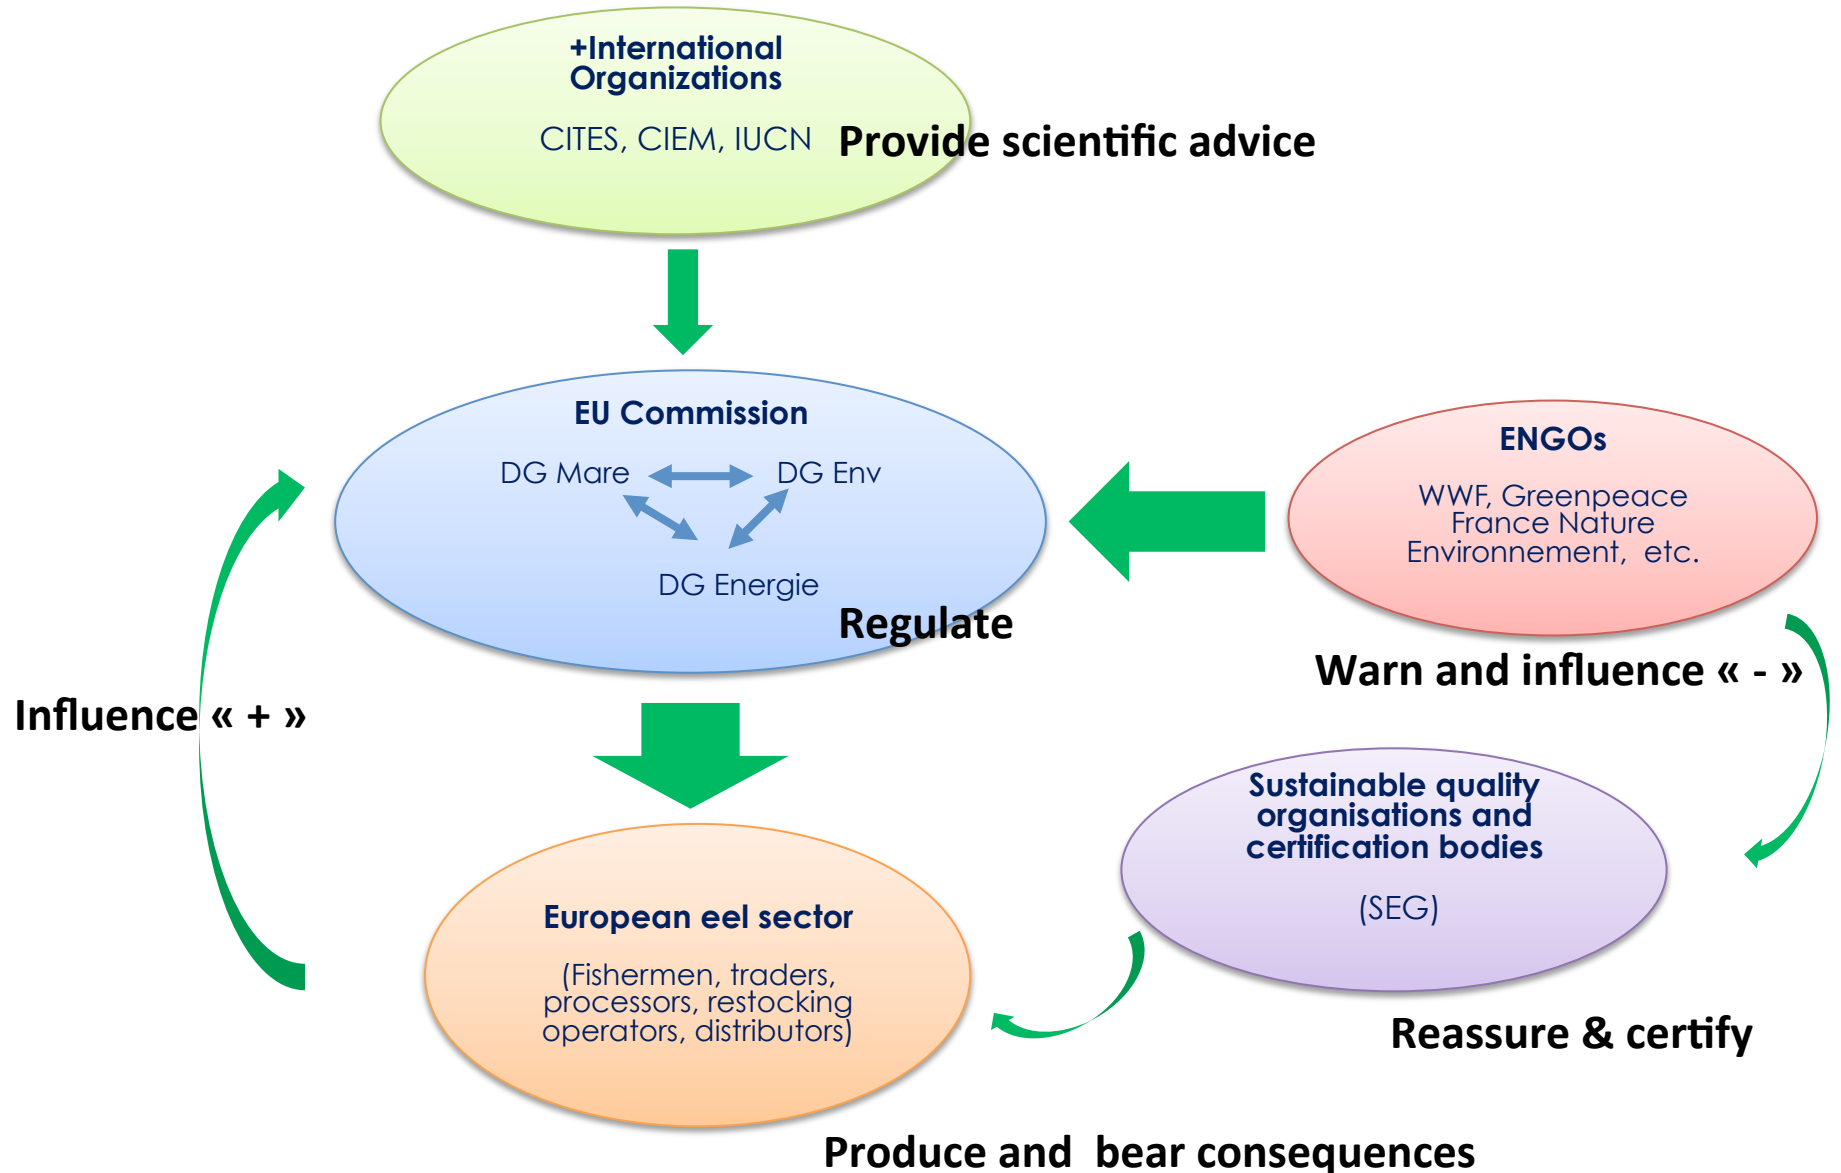 +International
Organizations
CITES, CIEM, IUCN
Provide scientific advice
EU Commission
DG Mare
DG Env
DG Energie
Regulate
ENGOs
WWF, Greenpeace
France Nature
Environnement, etc.
Warn and influence « - »
Influence « + »
Sustainable quality
organisations and
certification bodies
(SEG)
Reassure & certify
European eel sector
(Fishermen, traders,
processors, restocking
operators, distributors)
Produce and bear consequences